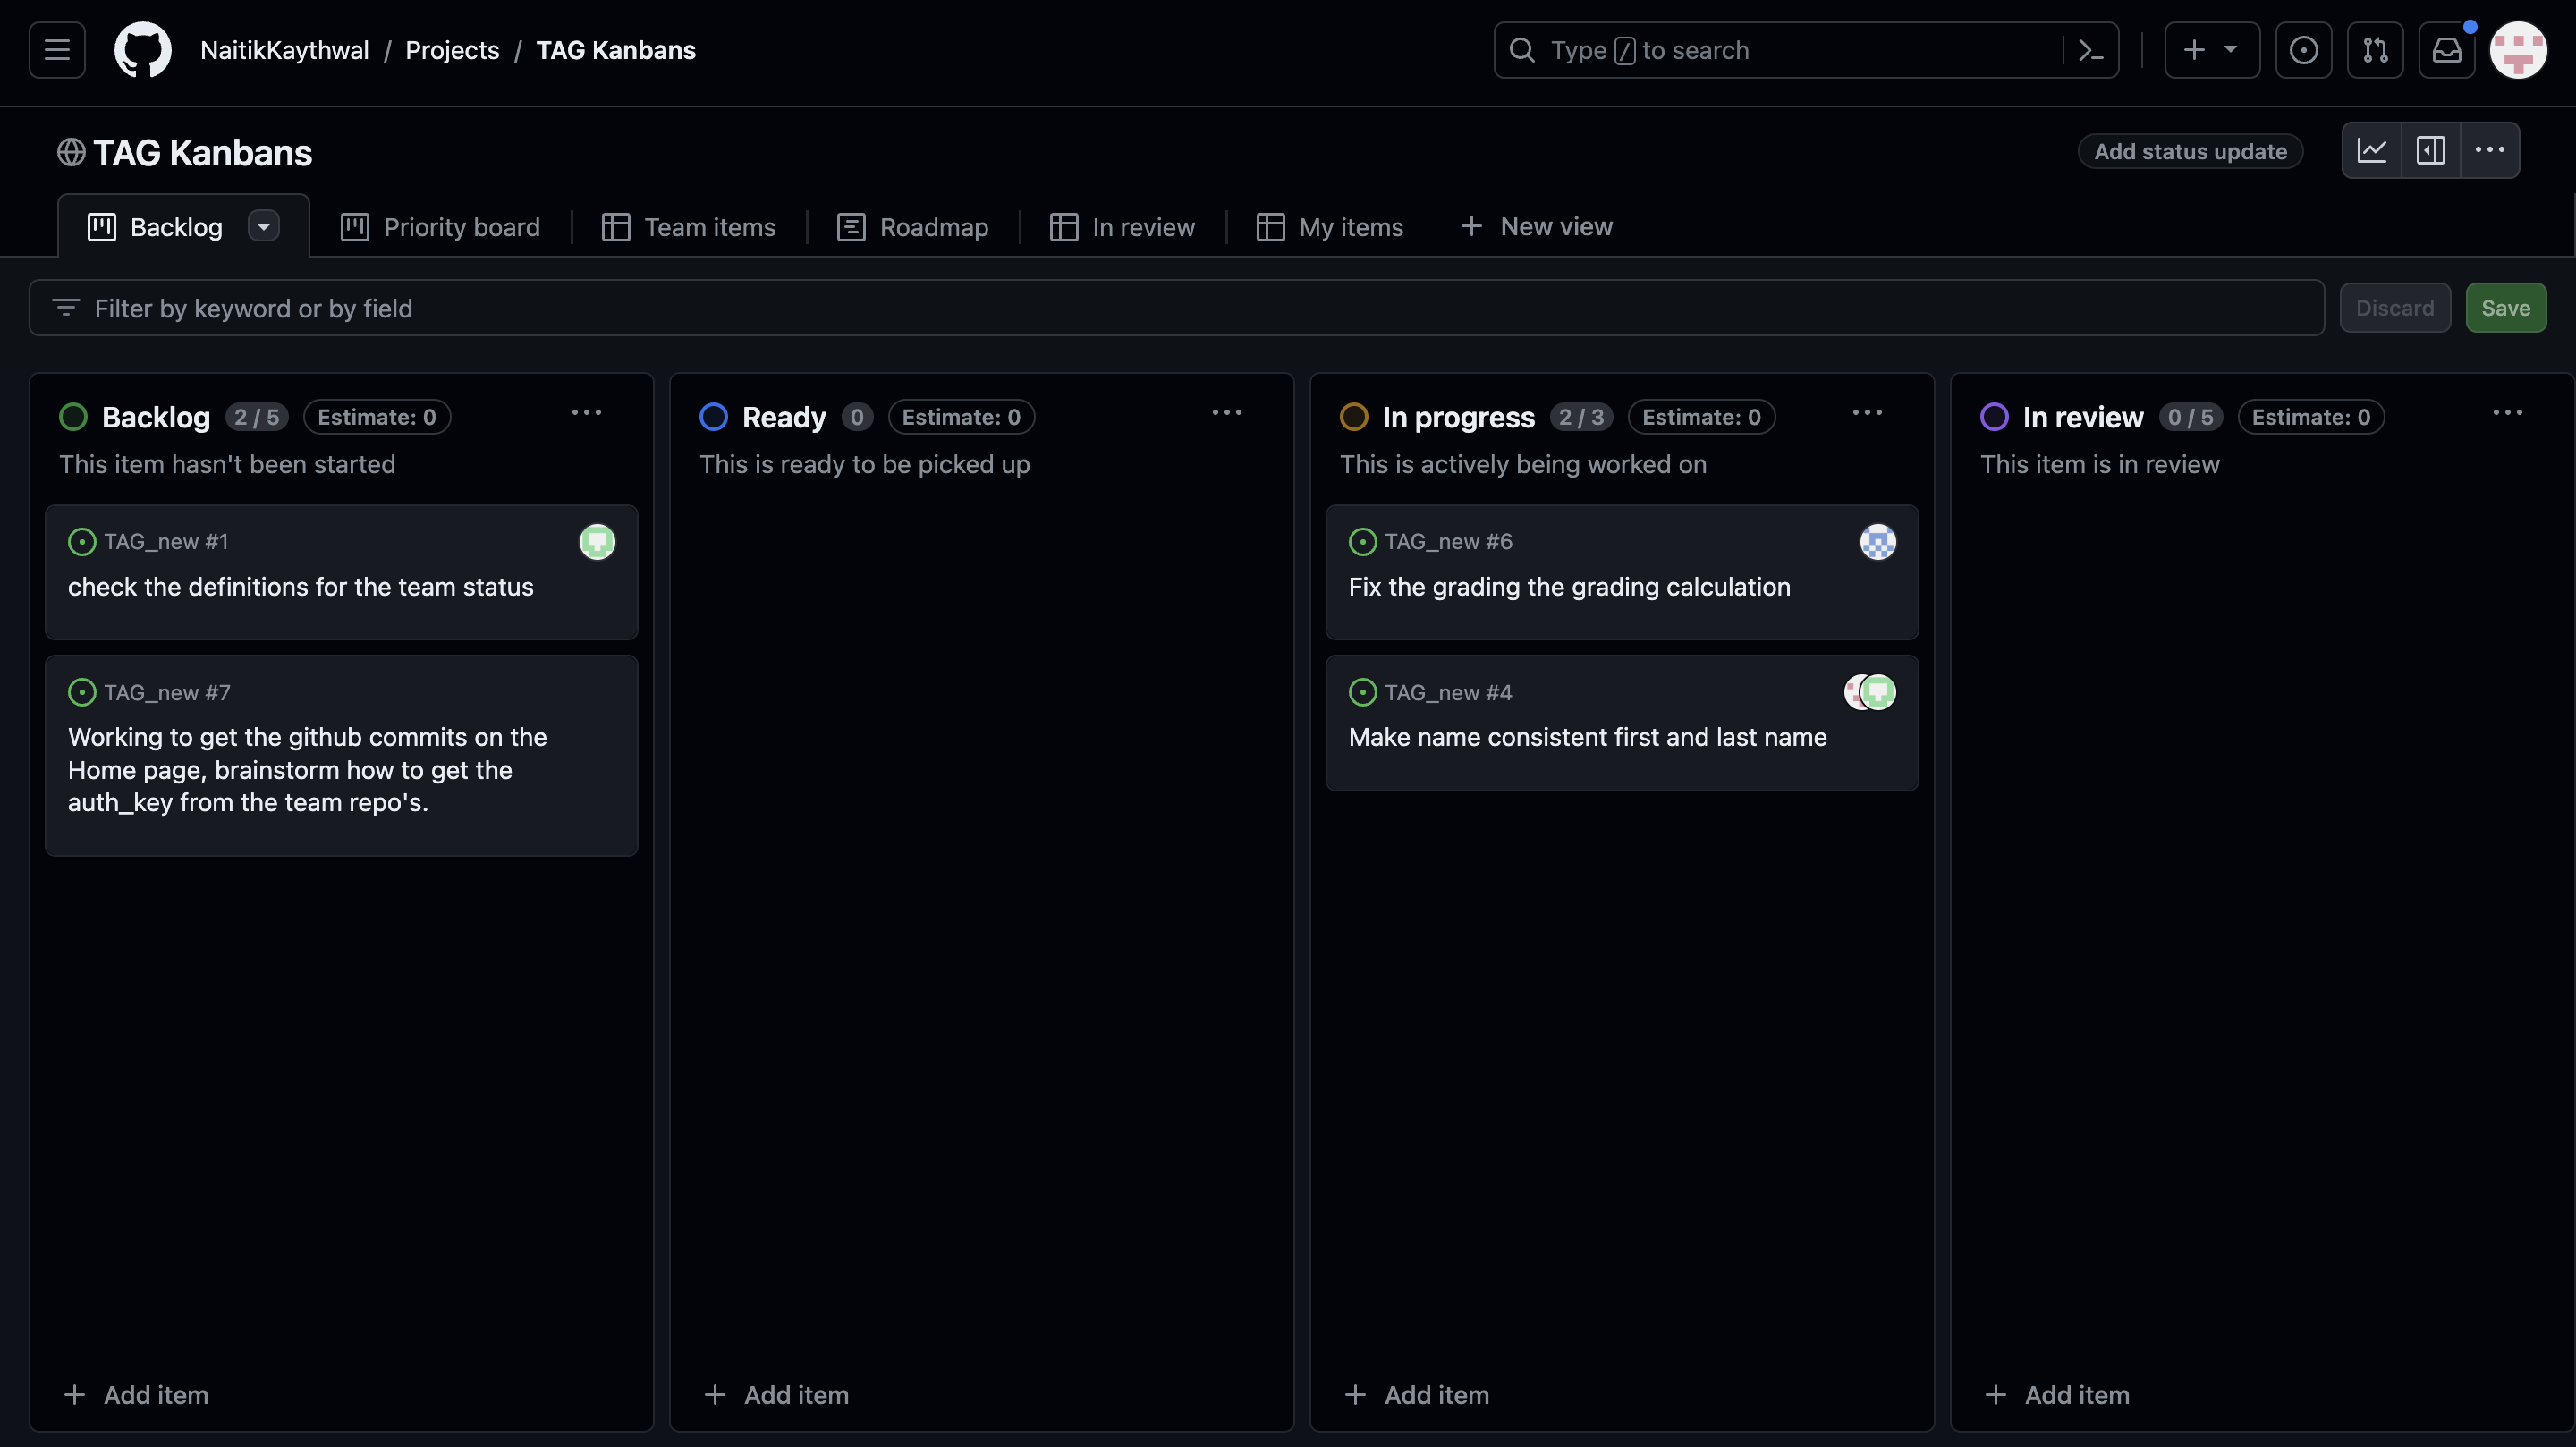 NaitikKaythwal / Projects / TAG Kanbans
Type / to search
TAG Kanbans
Add status update
Backlog
Priority board
Team items
Roadmap
In review
My items
New view
Filter by keyword or by field
Discard
Save
Backlog 2 / 5 Estimate: 0
This item hasn't been started
TAG_new #1
check the definitions for the team status
TAG_new #7
Working to get the github commits on the
Home page, brainstorm how to get the
auth_key from the team repo's.
Add item
Ready 0 Estimate: 0
This is ready to be picked up
Add item
In progress 2 / 3 Estimate: 0
This is actively being worked on
TAG_new #6
Fix the grading the grading calculation
TAG_new #4
Make name consistent first and last name
Add item
In review 0 / 5 Estimate: 0
This item is in review
Add item